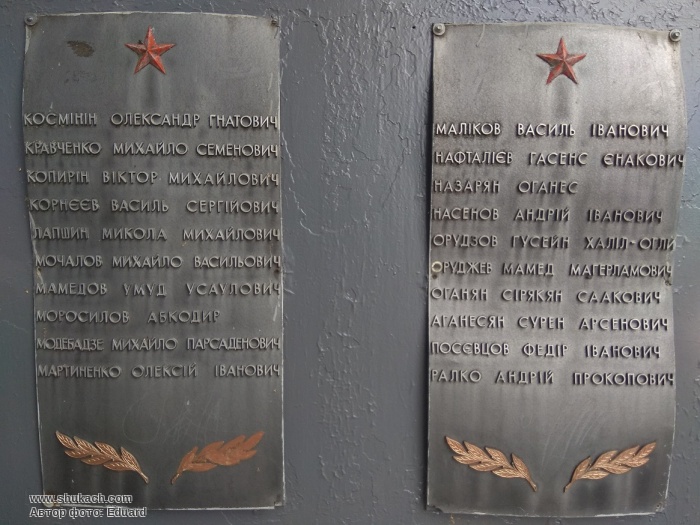 КОСМІНІН ОЛЕКСАНДР ГНАТОВИЧ
КРАВЧЕНКО МИХАЙЛО СЕМЕНОВИЧ
КОПИРІН ВІКТОР МИХАЙЛОВИЧ
КОРНЄЄВ ВАСИЛЬ СЕРГІЙОВИЧ
ЛАПШИН МИКОЛА МИХАЙЛОВИЧ
МОЧАЛОВ МИХАЙЛО ВАСИЛЬОВИЧ
МАМЕДОВ УМУД УСАУЛОВИЧ
МОРОСИЛОВ АБКОДИР
МОДЕБАДЗЕ МИХАЙЛО ПАРСАДЕНОВИЧ
МАРТИНЕНКО ОЛЕКСІЙ ІВАНОВИЧ
МАЛІКОВ ВАСИЛЬ ІВАНОВИЧ
НАФТАЛІЄВ ГАСЕНС ЄНАКОВИЧ
НАЗАРЯН ОГАНЕС
НАСЕНОВ АНДРІЙ ІВАНОВИЧ
ОРУДЗОВ ГУСЕЙН ХАЛІЛ-ОГЛИ
ОРУДЖЕВ МАМЕД МАГЕРЛАМОВИЧ
ОГАНЯН СІРЯКЯН СААКОВИЧ
АГАНЕСЯН СУРЕН АРСЕНОВИЧ
ПОСЄВЦОВ ФЕДІР ІВАНОВИЧ
РАЛКО АНДРІЙ ПРОКОПОВИЧ
www.shukach.com
Автор фото: Eduard